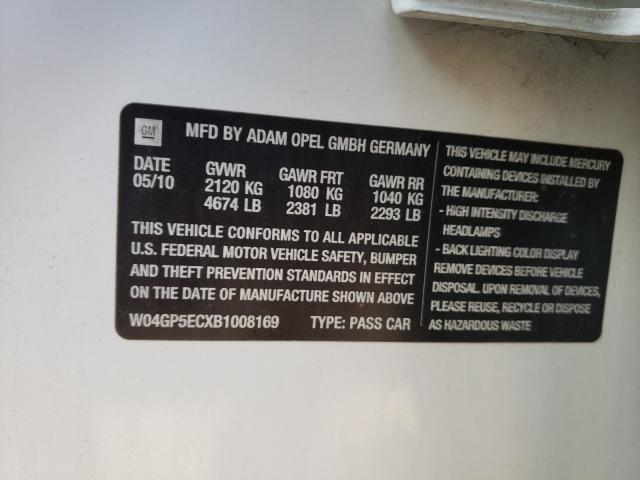 GM MFD BY ADAM OPEL GMBH GERMANY
DATE GVWR GAWR FRT GAWR RR
05/10 2120 KG 1080 KG 1040 KG
4674 LB 2381 LB 2293 LB
THIS VEHICLE CONFORMS TO ALL APPLICABLE
U.S. FEDERAL MOTOR VEHICLE SAFETY, BUMPER
AND THEFT PREVENTION STANDARDS IN EFFECT
ON THE DATE OF MANUFACTURE SHOWN ABOVE
W04GP5ECXB1008169 TYPE: PASS CAR
THIS VEHICLE MAY INCLUDE MERCURY
CONTAINING DEVICES INSTALLED BY
THE MANUFACTURER:
- HIGH INTENSITY DISCHARGE
HEADLAMPS
- BACK LIGHTING COLOR DISPLAY
REMOVE DEVICES BEFORE VEHICLE
DISPOSAL. UPON REMOVAL OF DEVICES,
PLEASE REUSE, RECYCLE OR DISPOSE
AS HAZARDOUS WASTE